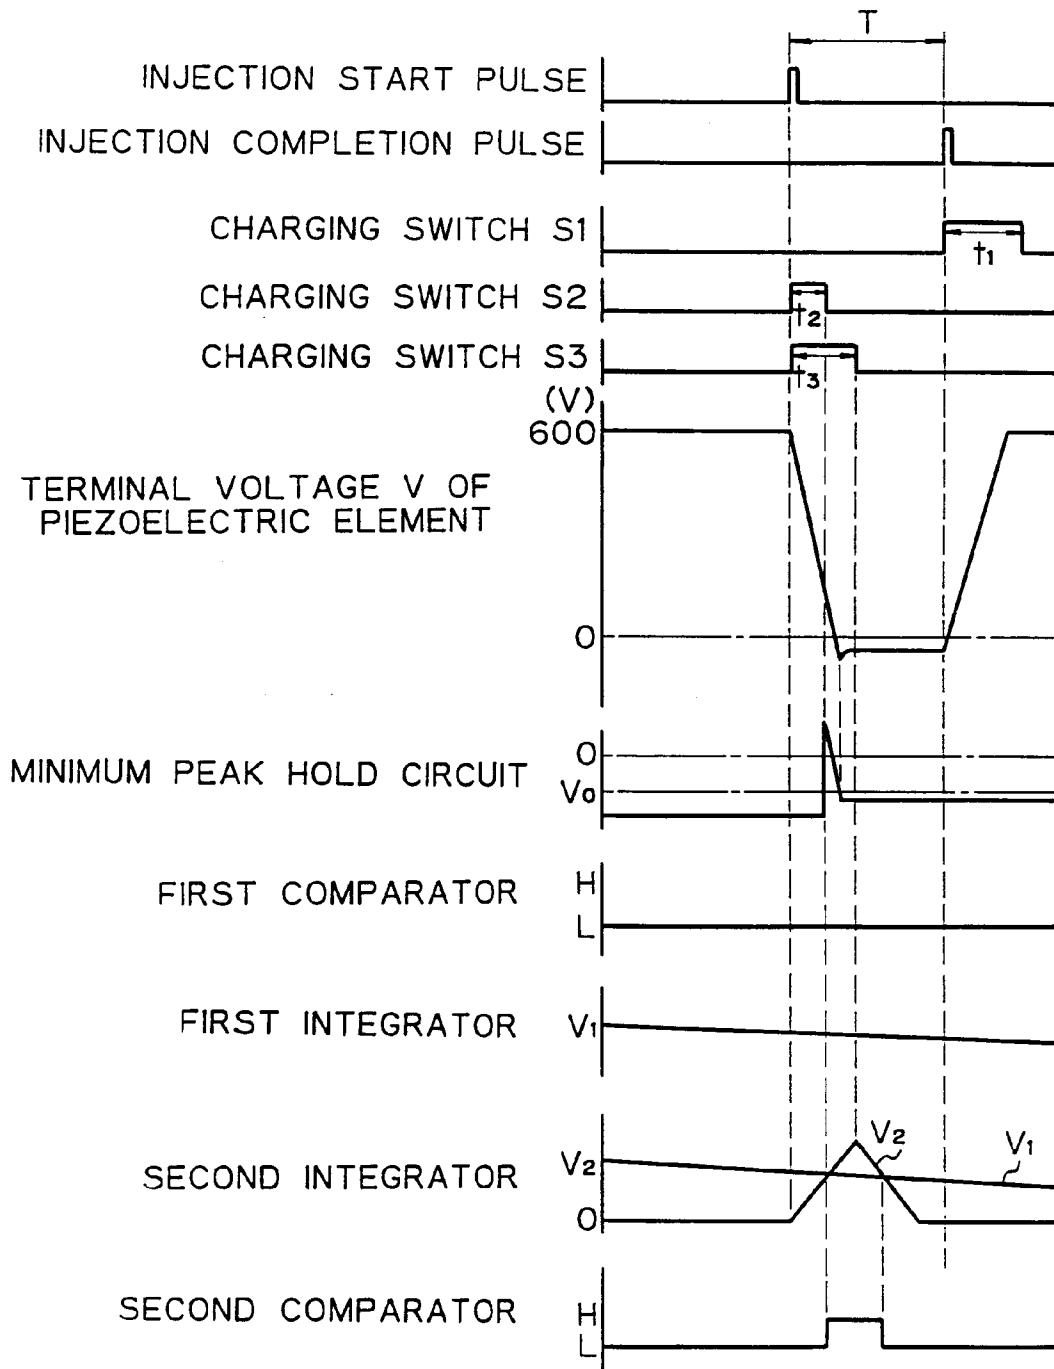 T
INJECTION START PULSE
INJECTION COMPLETION PULSE
CHARGING SWITCH S1
t1
CHARGING SWITCH S2
t2
CHARGING SWITCH S3
t3
(V)
600
TERMINAL VOLTAGE V OF
PIEZOELECTRIC ELEMENT
0
0
MINIMUM PEAK HOLD CIRCUIT
Vo
H
FIRST COMPARATOR
L
FIRST INTEGRATOR V1
V2
V1
V2
SECOND INTEGRATOR
0
SECOND COMPARATOR H
L